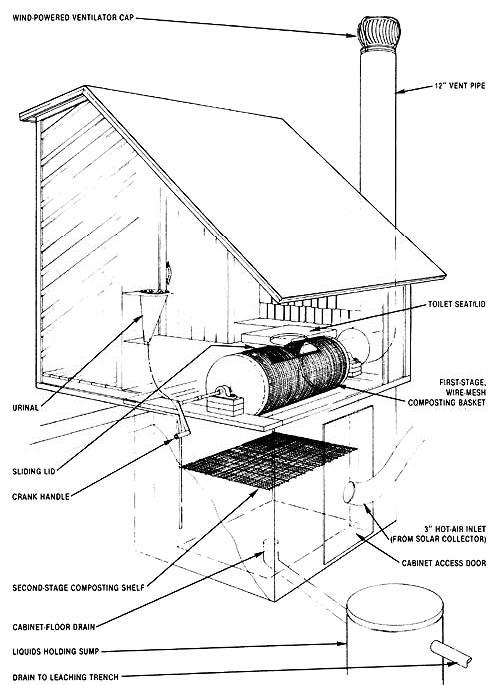 WIND-POWERED VENTILATOR CAP
12" VENT PIPE
TOILET SEAT/LID
FIRST-STAGE,
WIRE-MESH
COMPOSTING BASKET
URINAL
SLIDING LID
CRANK HANDLE
3" HOT-AIR INLET
(FROM SOLAR COLLECTOR)
CABINET ACCESS DOOR
SECOND-STAGE COMPOSTING SHELF
CABINET-FLOOR DRAIN
LIQUIDS HOLDING SUMP
DRAIN TO LEACHING TRENCH